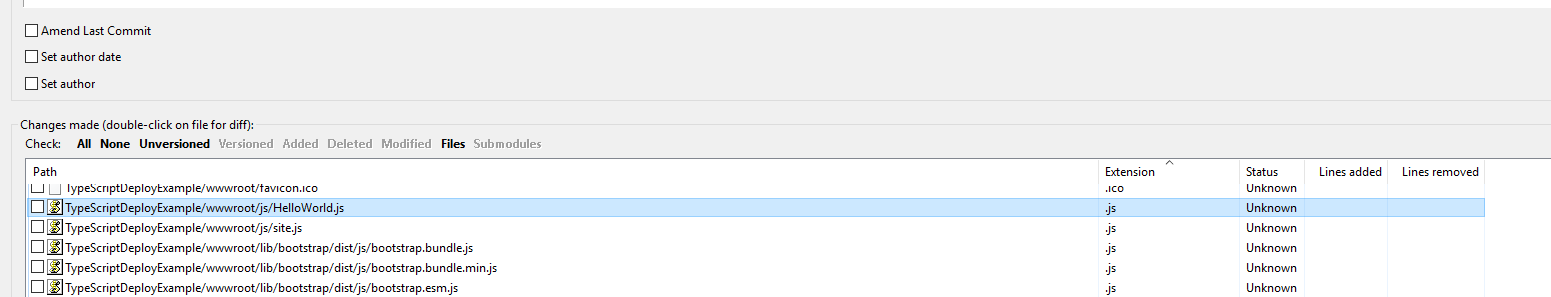 Amend Last Commit
Set author date
Set author
Changes made (double-click on file for diff):
Check: All None Unversioned Versioned Added Deleted Modified Files Submodules
Path Extension Status Lines added Lines removed
TypeScriptDeployExample/wwwroot/favicon.ico .ico Unknown
TypeScriptDeployExample/wwwroot/js/HelloWorld.js .js Unknown
TypeScriptDeployExample/wwwroot/js/site.js .js Unknown
TypeScriptDeployExample/wwwroot/lib/bootstrap/dist/js/bootstrap.bundle.js .js Unknown
TypeScriptDeployExample/wwwroot/lib/bootstrap/dist/js/bootstrap.bundle.min.js .js Unknown
TypeScriptDeployExample/wwwroot/lib/bootstrap/dist/js/bootstrap.esm.js .js Unknown